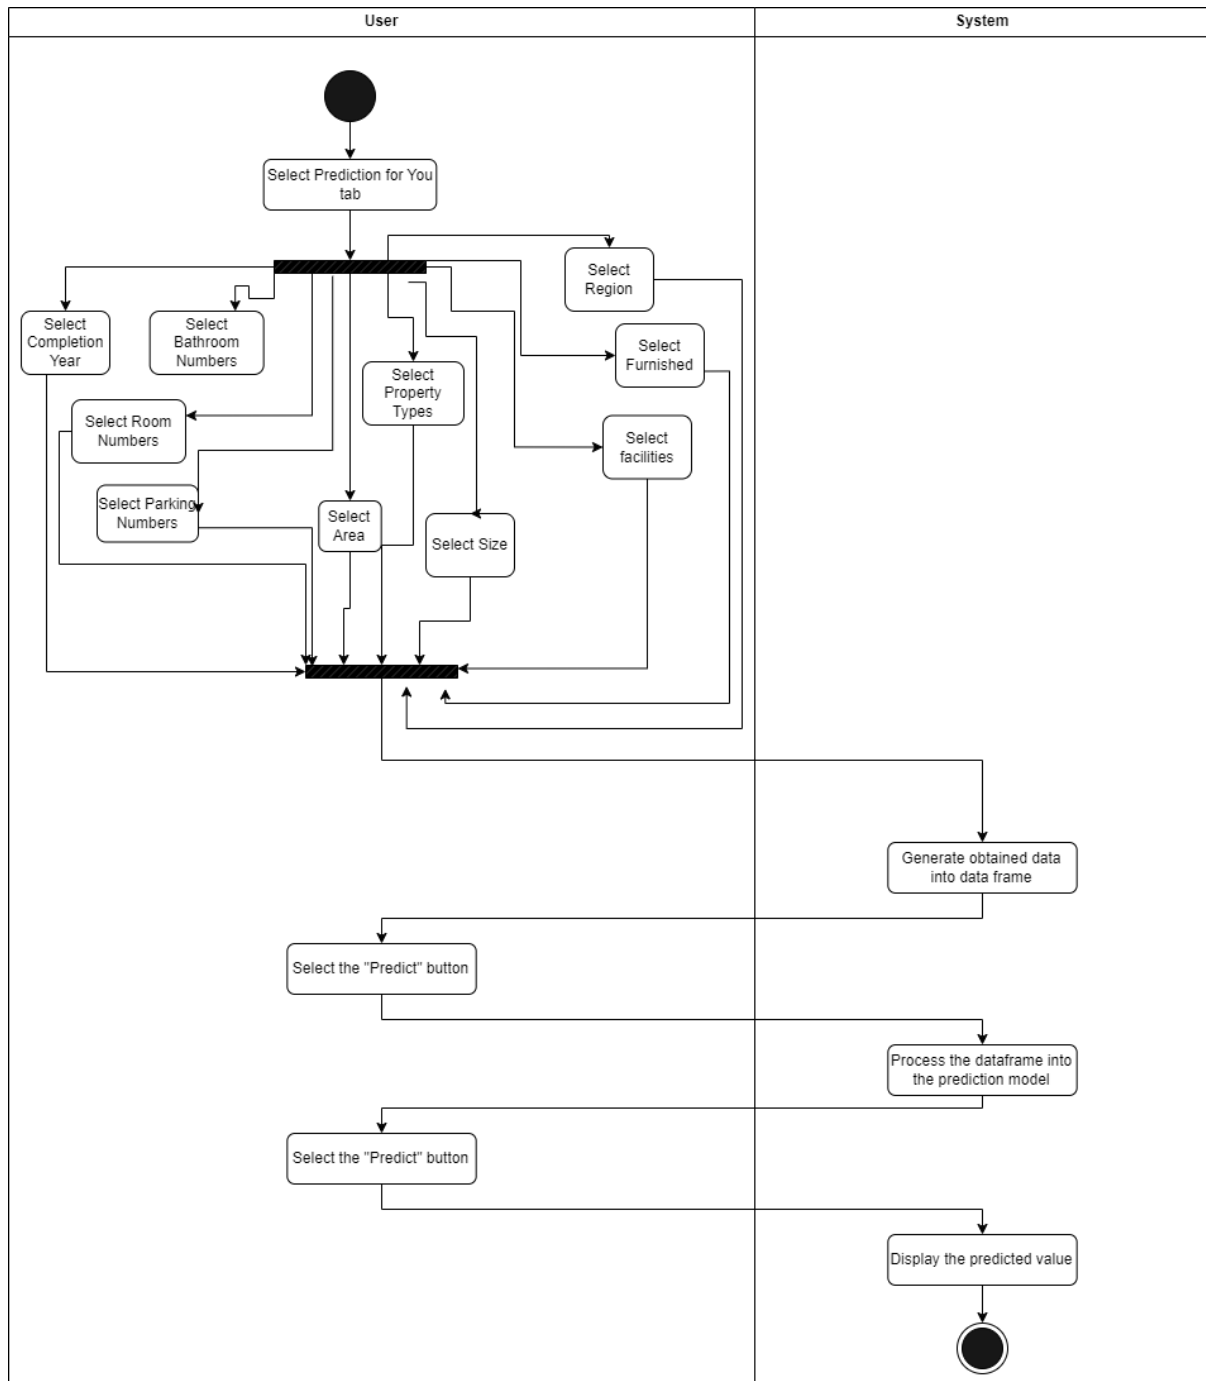 User
System
Select Prediction for You
tab
Select
Region
Select
Completion
Year
Select
Bathroom
Numbers
Select
Furnished
Select
Property
Types
Select Room
Numbers
Select
facilities
Select Parking
Numbers
Select
Area
Select Size
Generate obtained data
into data frame
Select the "Predict" button
Process the dataframe into
the prediction model
Select the "Predict" button
Display the predicted value